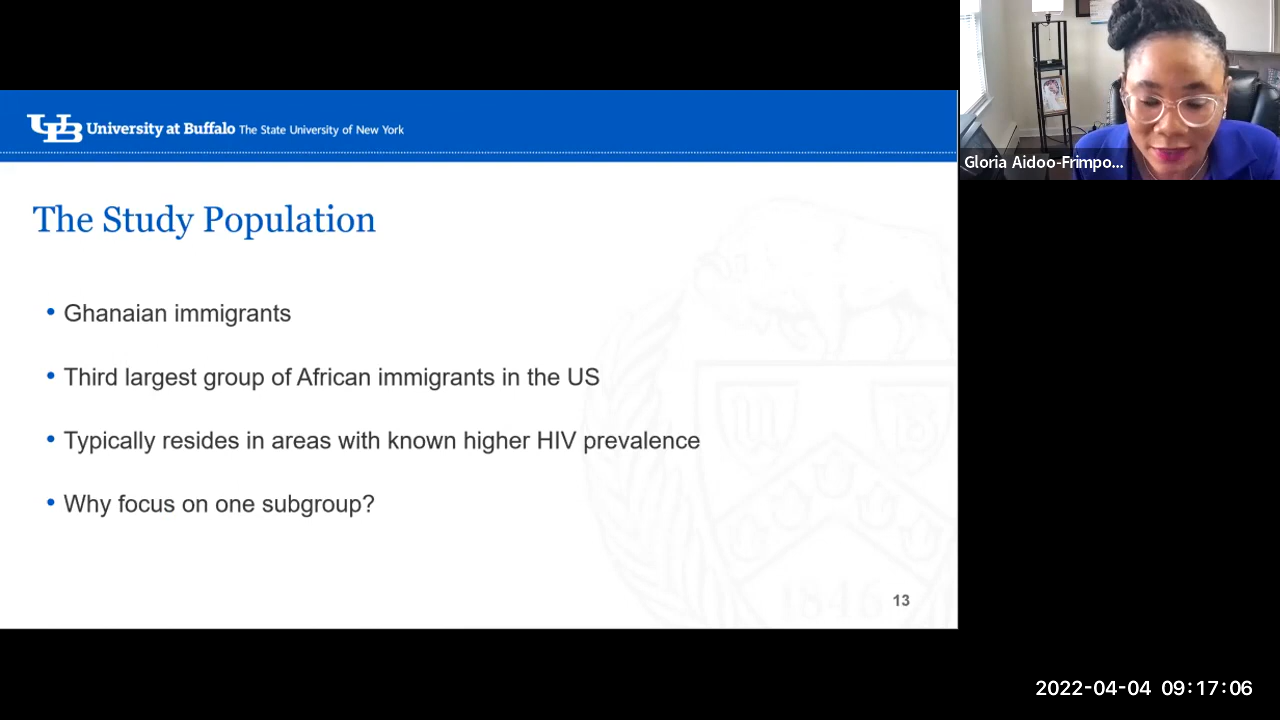 University at Buffalo The State University of New York
Gloria Aidoo-Frimpo...
The Study Population
• Ghanaian immigrants
• Third largest group of African immigrants in the US
• Typically resides in areas with known higher HIV prevalence
• Why focus on one subgroup?
1846
13
2022-04-04 09:17:06